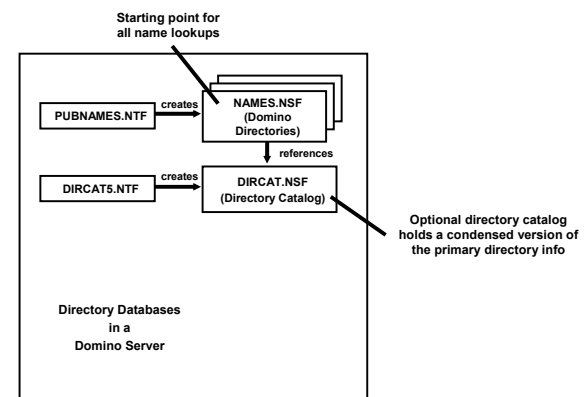 Starting point for
all name lookups
PUBNAMES.NTF
creates
NAMES.NSF
(Domino
Directories)
references
DIRCAT5.NTF
creates
DIRCAT.NSF
(Directory Catalog)
Optional directory catalog
holds a condensed version of
the primary directory info
Directory Databases
in a
Domino Server